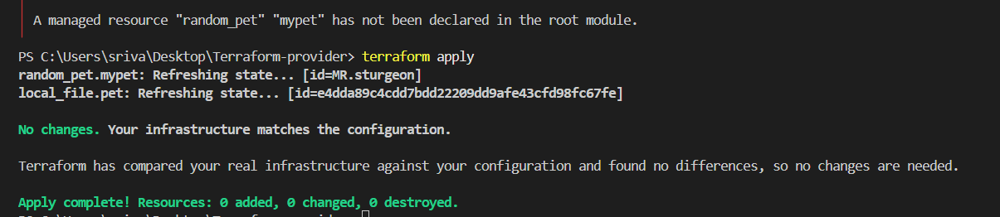 A managed resource "random_pet" "mypet" has not been declared in the root module.
PS C:\Users\sriva\Desktop\Terraform-provider> terraform apply
random_pet.mypet: Refreshing state... [id=MR.sturgeon]
local_file.pet: Refreshing state... [id=e4dda89c4cdd7bdd22209dd9afe43cfd98fc67fe]
No changes. Your infrastructure matches the configuration.
Terraform has compared your real infrastructure against your configuration and found no differences, so no changes are needed.
Apply complete! Resources: 0 added, 0 changed, 0 destroyed.